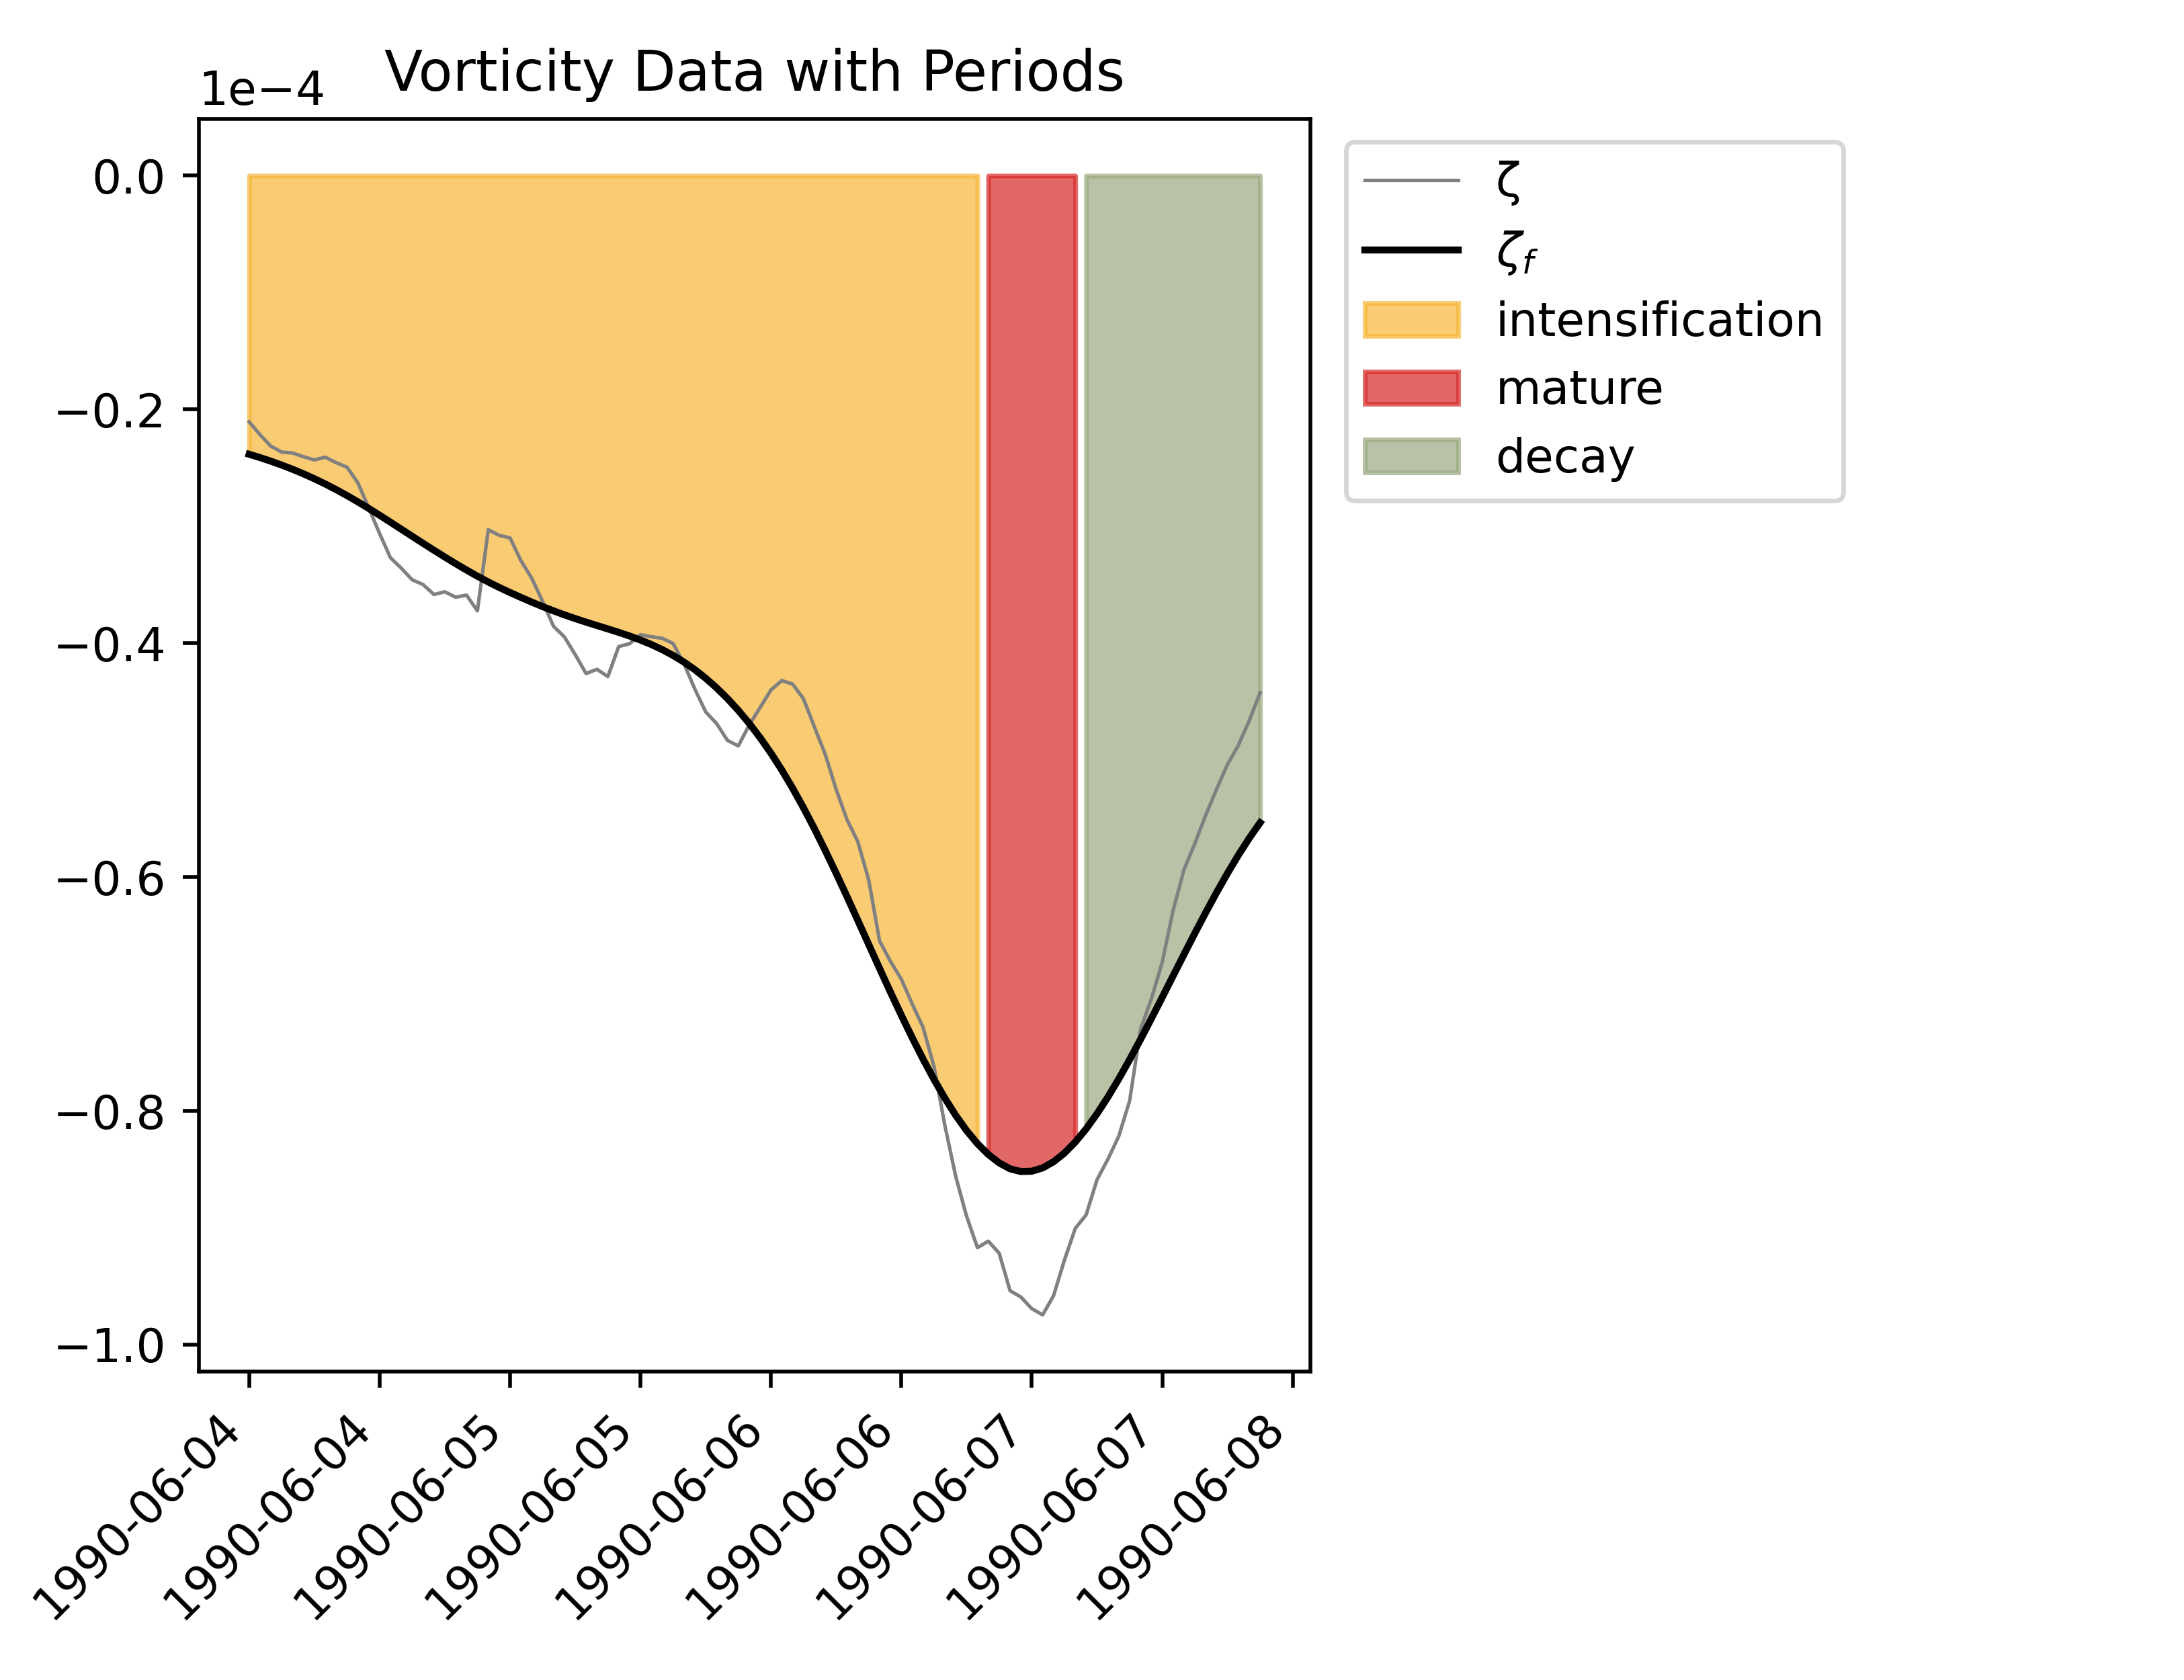 Vorticity Data with Periods
1e−4
0.0
−0.2
−0.4
−0.6
−0.8
−1.0
1990-06-04
1990-06-04
1990-06-05
1990-06-05
1990-06-06
1990-06-06
1990-06-07
1990-06-07
1990-06-08
ζ
ζf
intensification
mature
decay